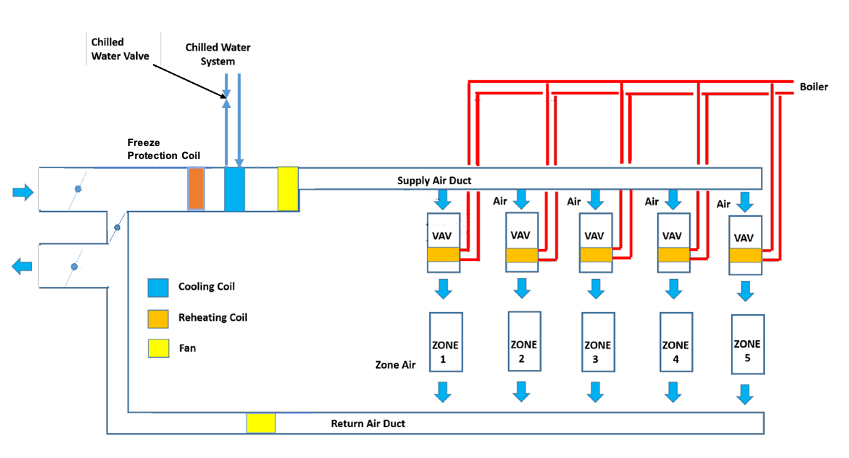 Chilled
Water Valve
Chilled Water
System
Boiler
Freeze
Protection Coil
Supply Air Duct
Air
Air
Air
Air
VAV
VAV
VAV
VAV
VAV
Cooling Coil
Reheating Coil
Fan
Zone Air
ZONE
1
ZONE
2
ZONE
3
ZONE
4
ZONE
5
Return Air Duct